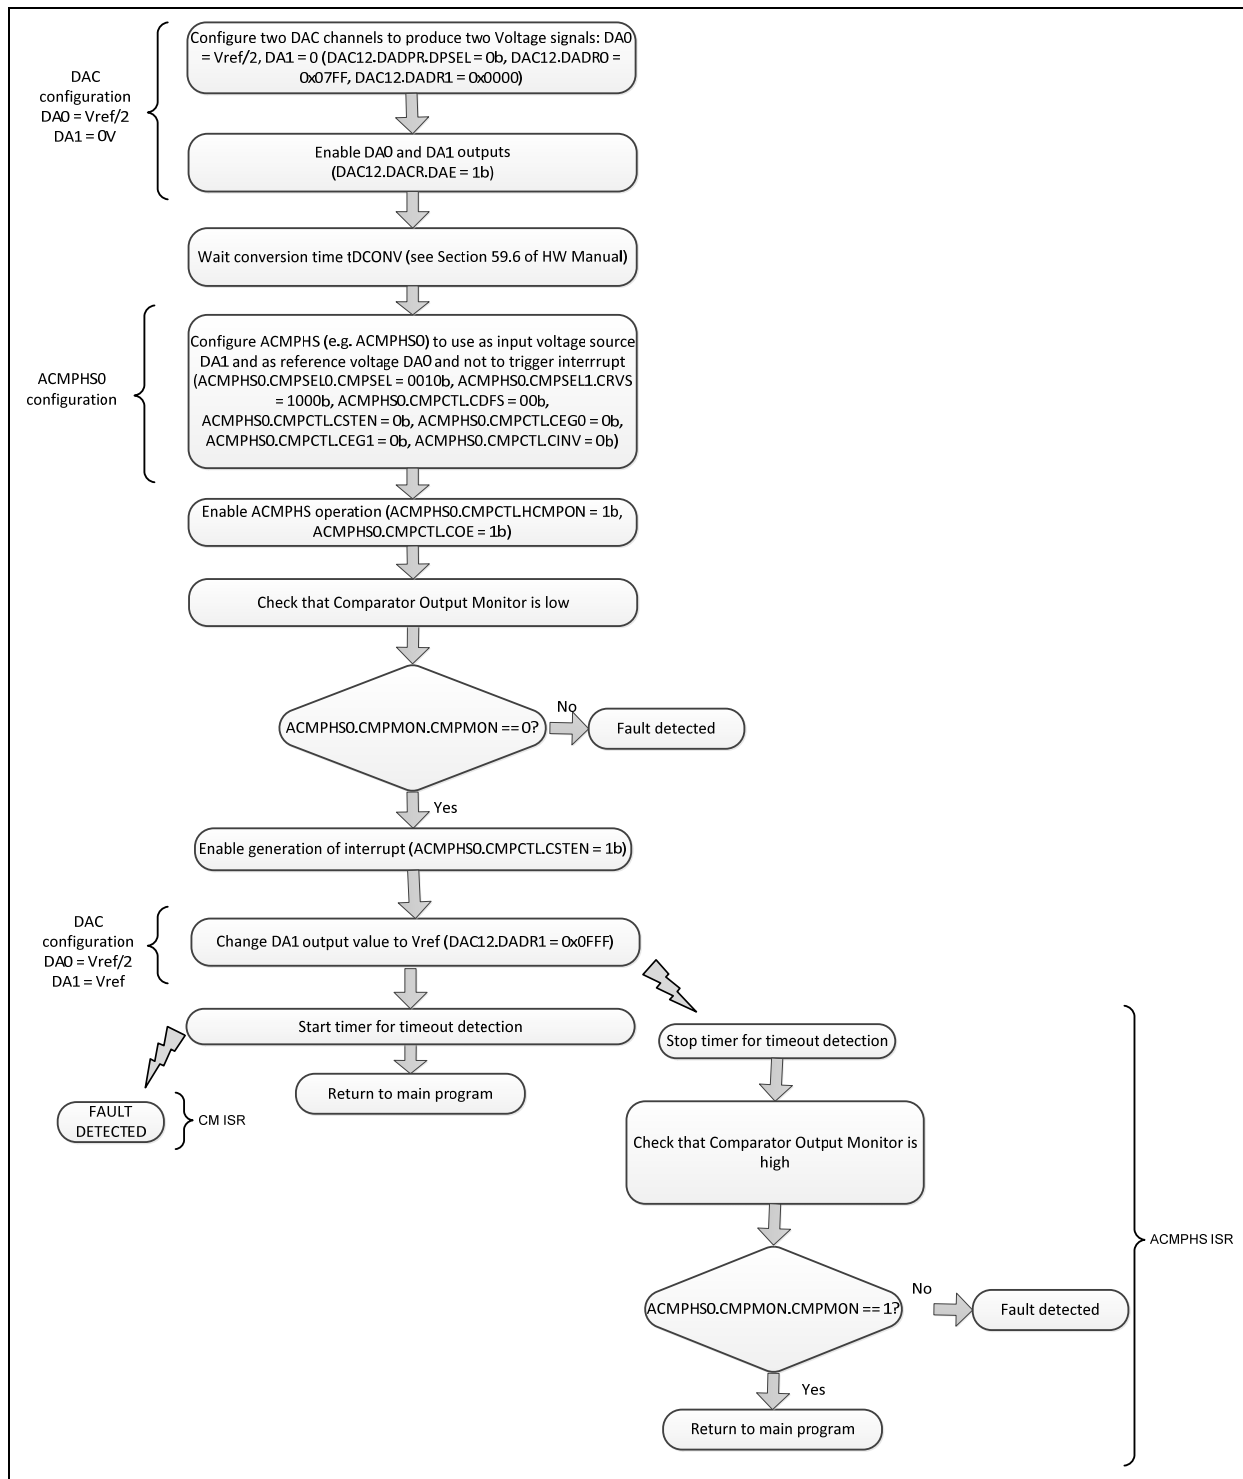 Configure two DAC channels to produce two Voltage signals: DA0
= Vref/2, DA1 = 0 (DAC12.DADPR.DPSEL = 0b, DAC12.DADR0 =
0x07FF, DAC12.DADR1 = 0x0000)
DAC
configuration
DA0 = Vref/2
DA1 = 0V
Enable DA0 and DA1 outputs
(DAC12.DACR.DAE = 1b)
Wait conversion time tDCONV (see Section 59.6 of HW Manual)
ACMPHS0
configuration
Configure ACMPHS (e.g. ACMPHS0) to use as input voltage source
DA1 and as reference voltage DA0 and not to trigger interrrupt
(ACMPHS0.CMPSEL0.CMPSEL = 0010b, ACMPHS0.CMPSEL1.CRVS
= 1000b, ACMPHS0.CMPCTL.CDFS = 00b,
ACMPHS0.CMPCTL.CSTEN = 0b, ACMPHS0.CMPCTL.CEG0 = 0b,
ACMPHS0.CMPCTL.CEG1 = 0b, ACMPHS0.CMPCTL.CINV = 0b)
Enable ACMPHS operation (ACMPHS0.CMPCTL.HCMPON = 1b,
ACMPHS0.CMPCTL.COE = 1b)
Check that Comparator Output Monitor is low
ACMPHS0.CMPMON.CMPMON == 0?
No
Fault detected
Yes
Enable generation of interrupt (ACMPHS0.CMPCTL.CSTEN = 1b)
DAC
configuration
DA0 = Vref/2
DA1 = Vref
Change DA1 output value to Vref (DAC12.DADR1 = 0x0FFF)
Start timer for timeout detection
Stop timer for timeout detection
Return to main program
FAULT
DETECTED
CM ISR
Check that Comparator Output Monitor is
high
ACMPHS ISR
ACMPHS0.CMPMON.CMPMON == 1?
No
Fault detected
Yes
Return to main program